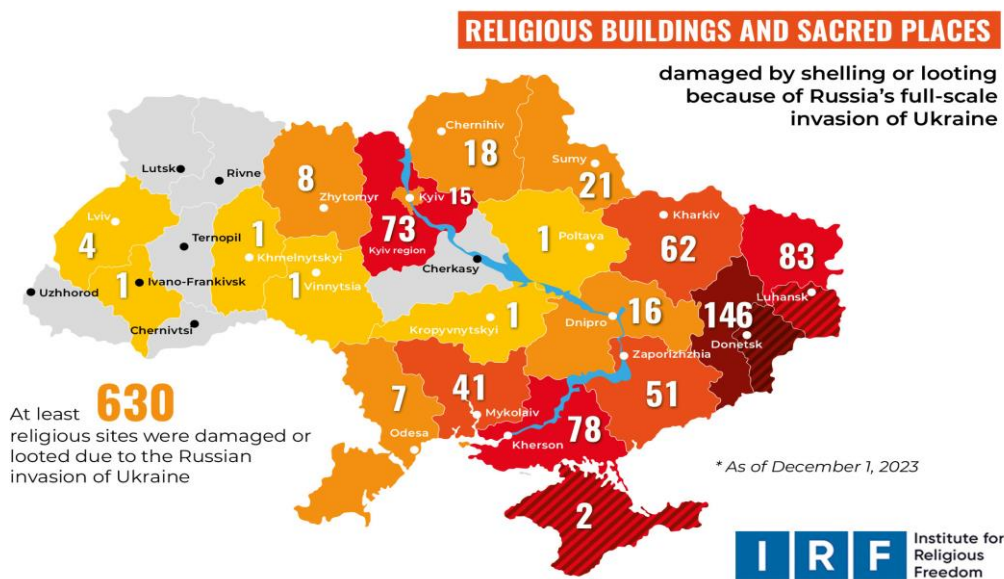 RELIGIOUS BUILDINGS AND SACRED PLACES
damaged by shelling or looting
because of Russia's full-scale
invasion of Ukraine
Chernihiv
18
Sumy
21
Lutsk
Rivne
8
Zhytomyr
Kyiv 15
73
Kyiv region
Kharkiv
62
Lviv
4
Ternopil
1
Khmelnytskyi
1
Poltava
83
Luhansk
1
Ivano-Frankivsk
1
Vinnytsia
Cherkasy
Uzhhorod
Chernivtsi
Kropyvnytskyi
1
Dnipro
16
146
Donetsk
Zaporizhzhia
51
7
Odesa
41
Mykolaiv
Kherson
78
2
At least 630
religious sites were damaged or
looted due to the Russian
invasion of Ukraine
* As of December 1, 2023
IRF
Institute for
Religious
Freedom